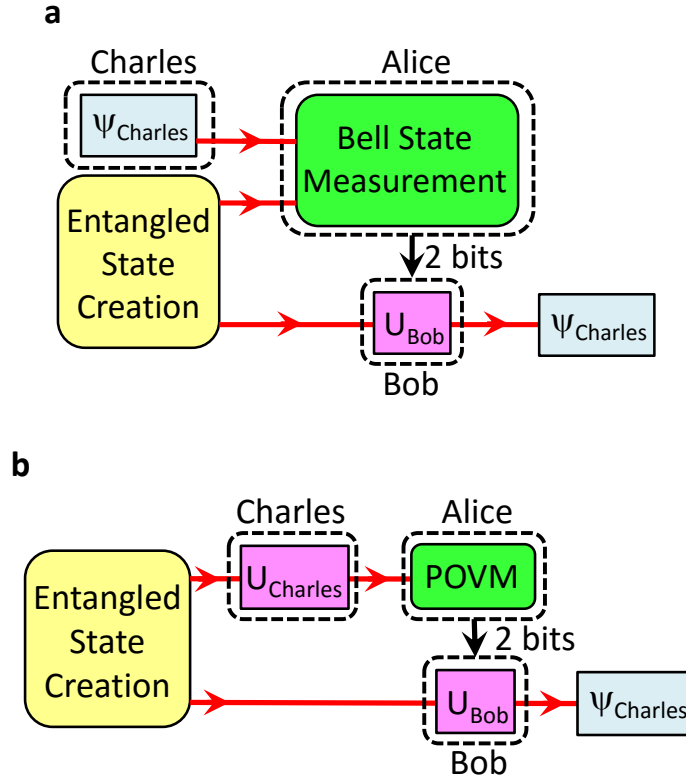 a
Charles
Alice
ψCharles
Bell State
Measurement
Entangled
State
Creation
2 bits
UBob
ψCharles
Bob
b
Charles
Alice
Entangled
State
Creation
UCharles
POVM
2 bits
UBob
ψCharles
Bob